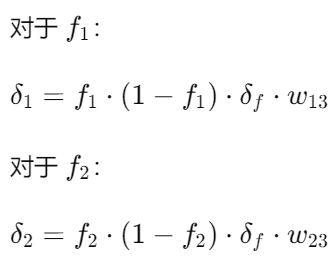 对于 f₁:
δ₁ = f₁ · (1 − f₁) · δ_f · w₁₃
对于 f₂:
δ₂ = f₂ · (1 − f₂) · δ_f · w₂₃